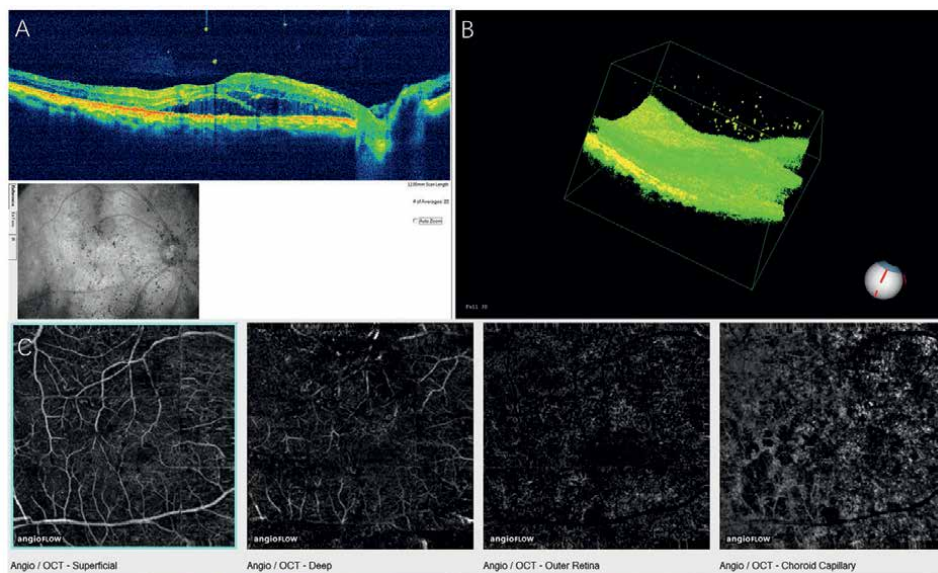 A
B
12.00mm Scan Length
# of Averages
Auto Zoom
C
angioFLOW
angioFLOW
angioFLOW
angioFLOW
Angio / OCT - Superficial
Angio / OCT - Deep
Angio / OCT - Outer Retina
Angio / OCT - Choroid Capillary